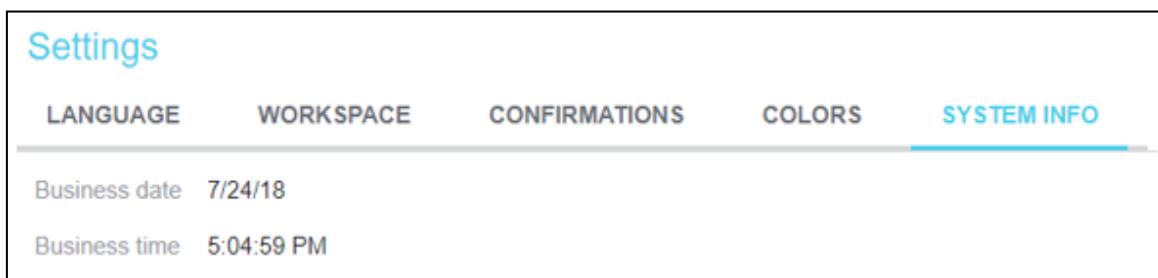 Settings
LANGUAGE WORKSPACE CONFIRMATIONS COLORS SYSTEM INFO
Business date 7/24/18
Business time 5:04:59 PM